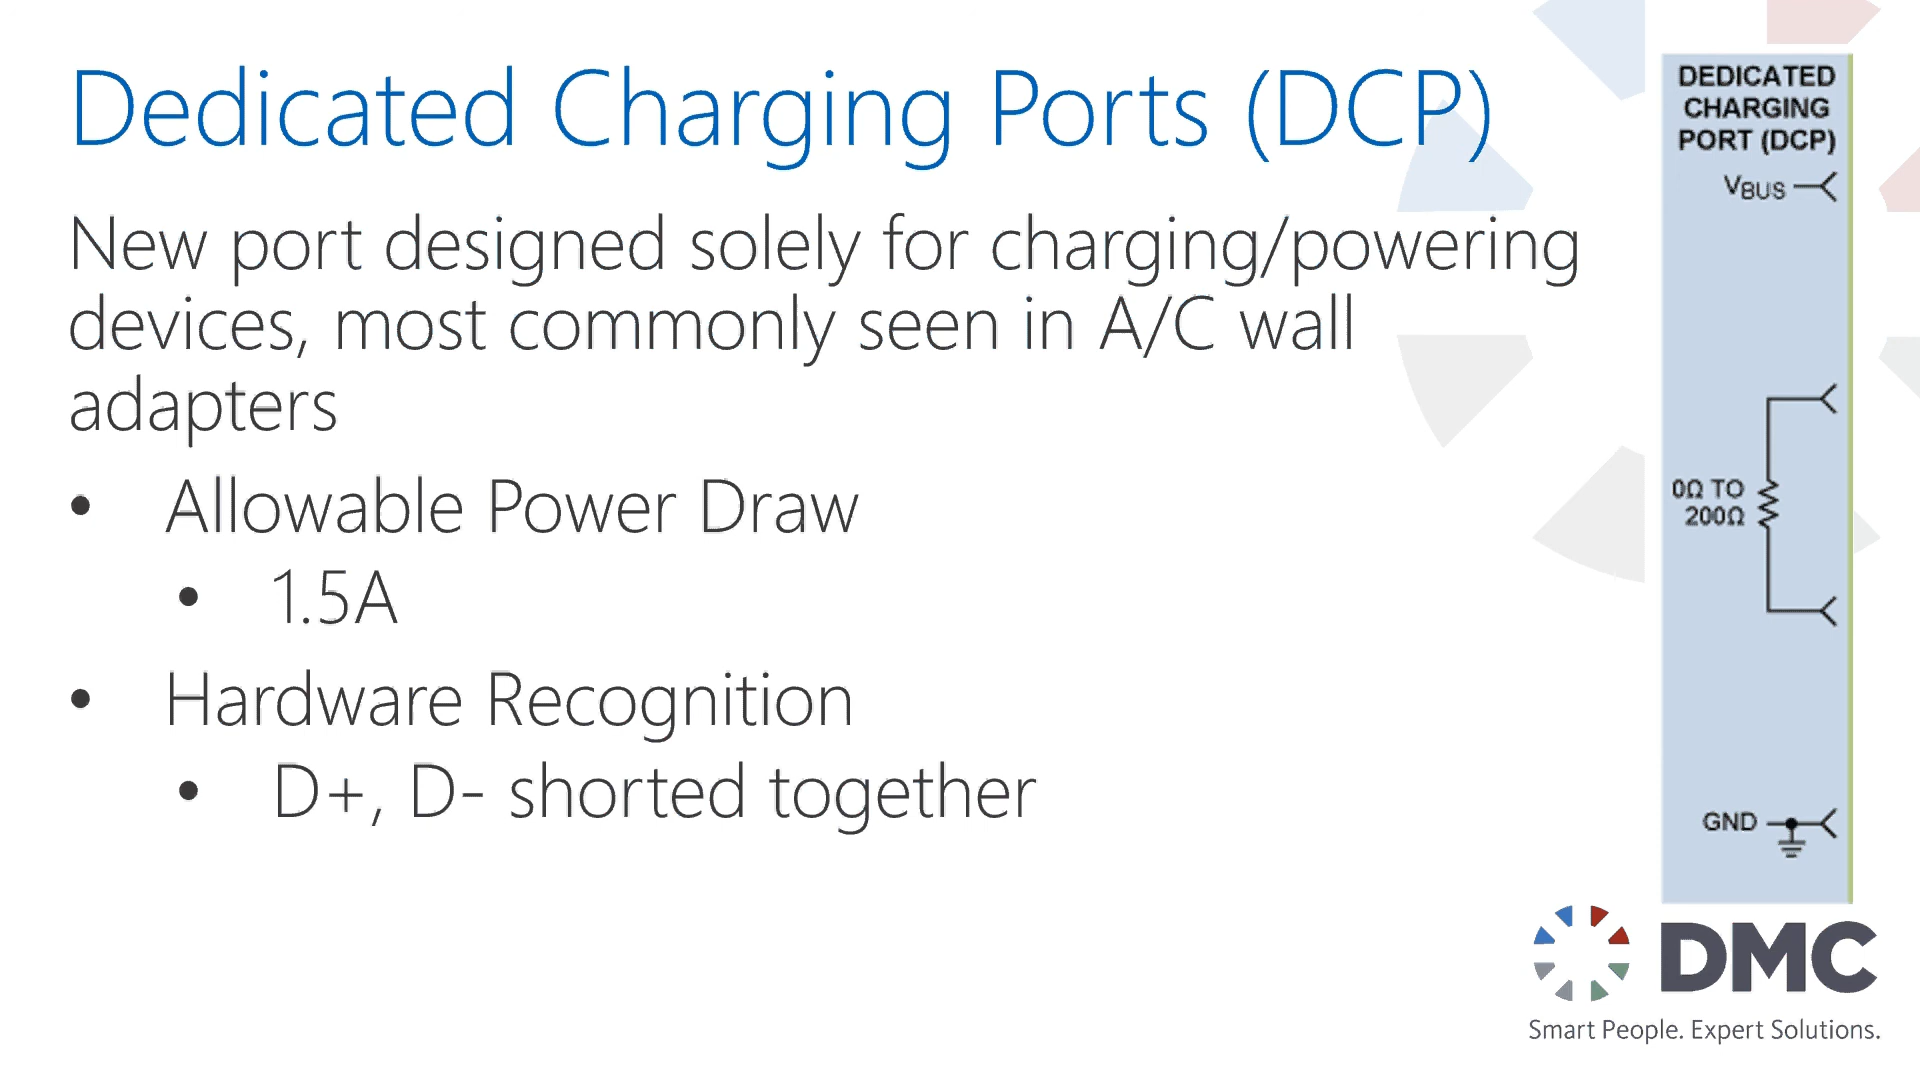 Dedicated Charging Ports (DCP)
New port designed solely for charging/powering
devices, most commonly seen in A/C wall
adapters
• Allowable Power Draw
• 1.5A
• Hardware Recognition
• D+, D- shorted together
DEDICATED
CHARGING
PORT (DCP)
VBUS
0Ω TO
200Ω
GND
DMC
Smart People. Expert Solutions.